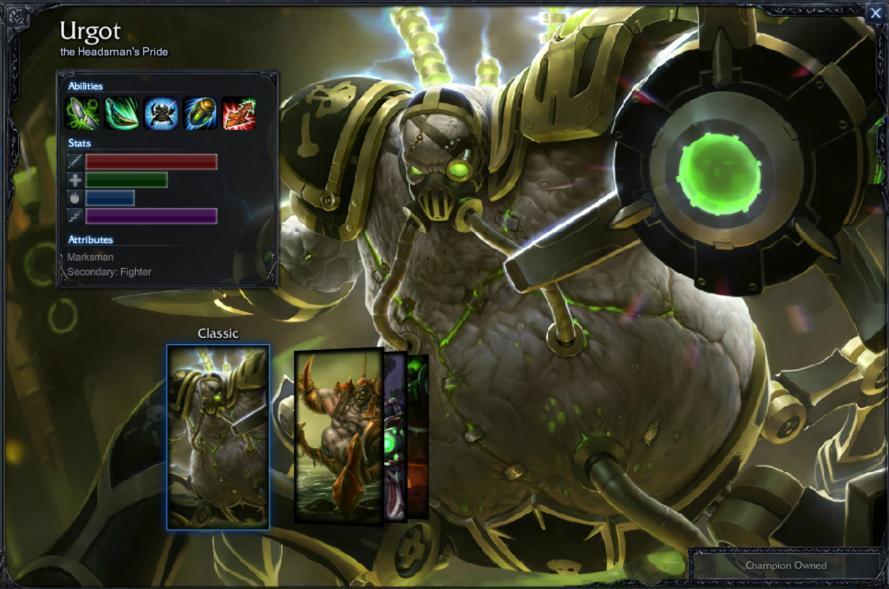 Urgot
the Headsman's Pride
Abilities
Stats
Attributes
Marksman
Secondary: Fighter
Classic
Champion Owned